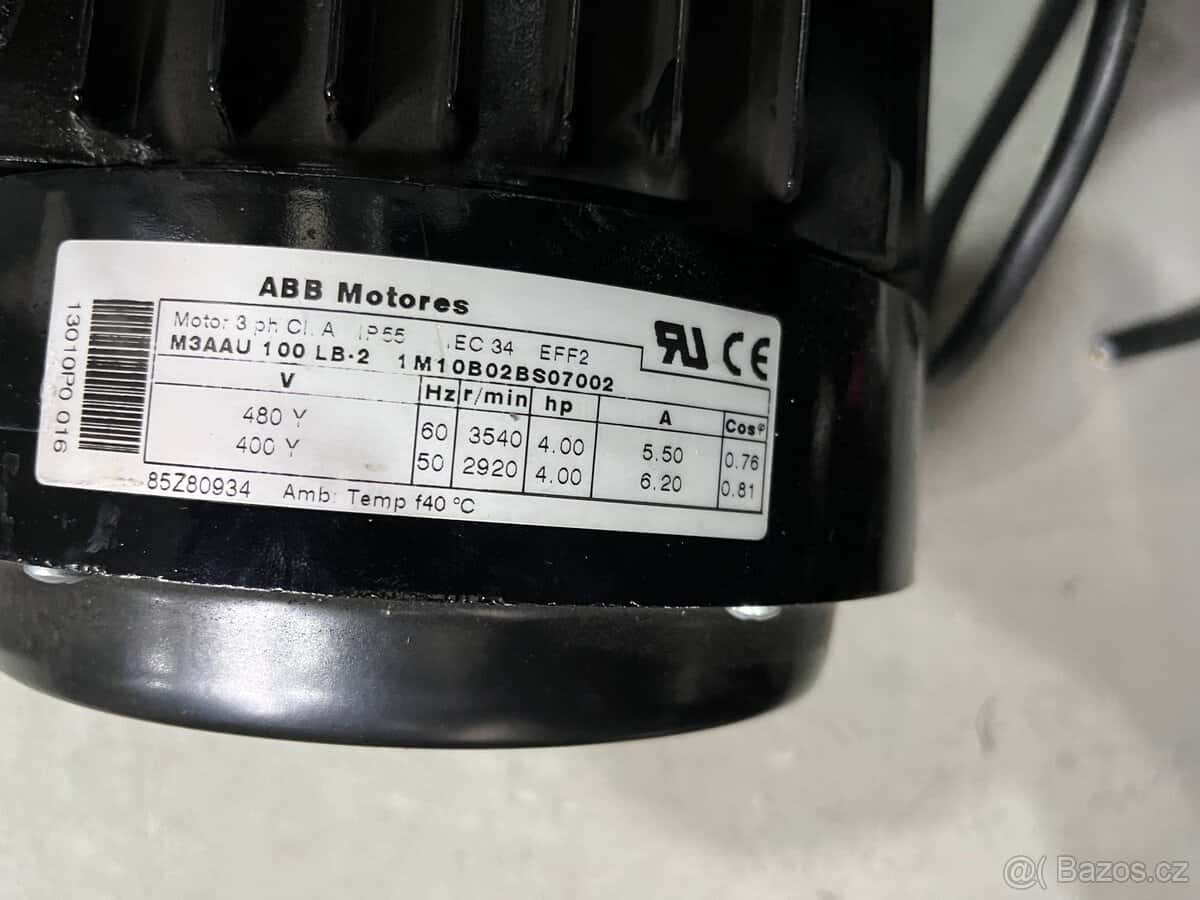 ABB Motores
Motor 3 ph Cl. A IP55 IEC 34 EFF2
M3AAU 100 LB-2 1M10B02BS07002
V Hz r/min hp A Cosφ
480 Y 60 3540 4.00 5.50 0.76
400 Y 50 2920 4.00 6.20 0.81
85Z80934 Amb: Temp f40 °C
13010P0 016
CE
@( Bazos.cz